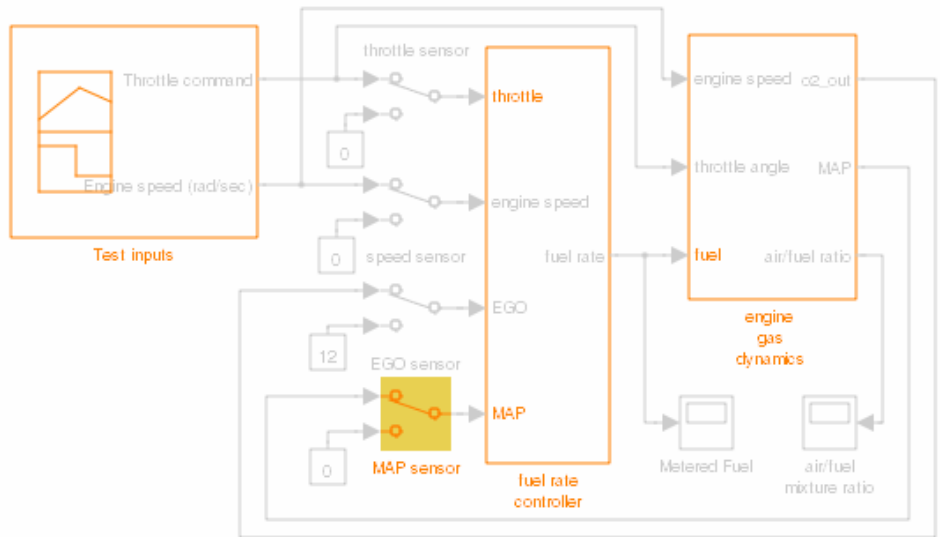 throttle sensor
Throttle command
throttle
0
Engine speed (rad/sec)
engine speed
Test inputs
0
speed sensor
fuel rate
EGO
12
EGO sensor
MAP
0
MAP sensor
fuel rate
controller
engine speed
o2_out
throttle angle
MAP
fuel
air/fuel ratio
engine
gas
dynamics
Metered Fuel
air/fuel
mixture ratio